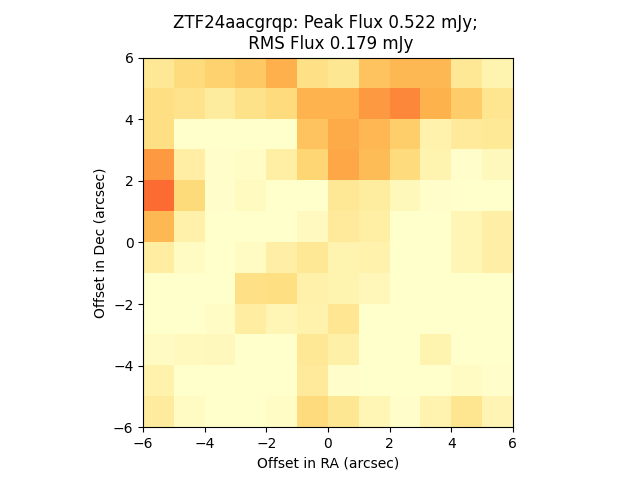 ZTF24aacgrqp: Peak Flux 0.522 mJy;
RMS Flux 0.179 mJy
6
4
2
0
−2
−4
−6
Offset in Dec (arcsec)
−6 −4 −2 0 2 4 6
Offset in RA (arcsec)